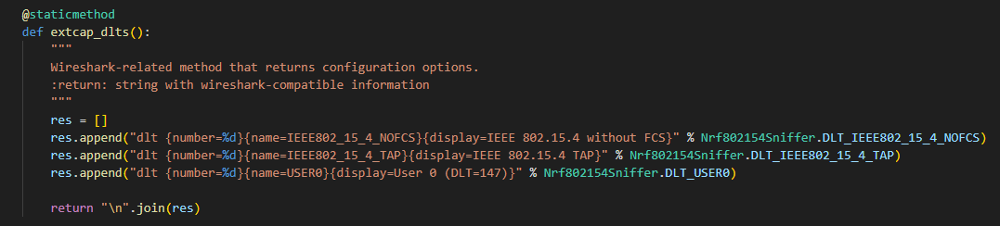 @staticmethod
def extcap_dlts():
    """
    Wireshark-related method that returns configuration options.
    :return: string with wireshark-compatible information
    """
    res = []
    res.append("dlt {number=%d}{name=IEEE802_15_4_NOFCS}{display=IEEE 802.15.4 without FCS}" % Nrf802154Sniffer.DLT_IEEE802_15_4_NOFCS)
    res.append("dlt {number=%d}{name=IEEE802_15_4_TAP}{display=IEEE 802.15.4 TAP}" % Nrf802154Sniffer.DLT_IEEE802_15_4_TAP)
    res.append("dlt {number=%d}{name=USER0}{display=User 0 (DLT=147)}" % Nrf802154Sniffer.DLT_USER0)
    return "\n".join(res)